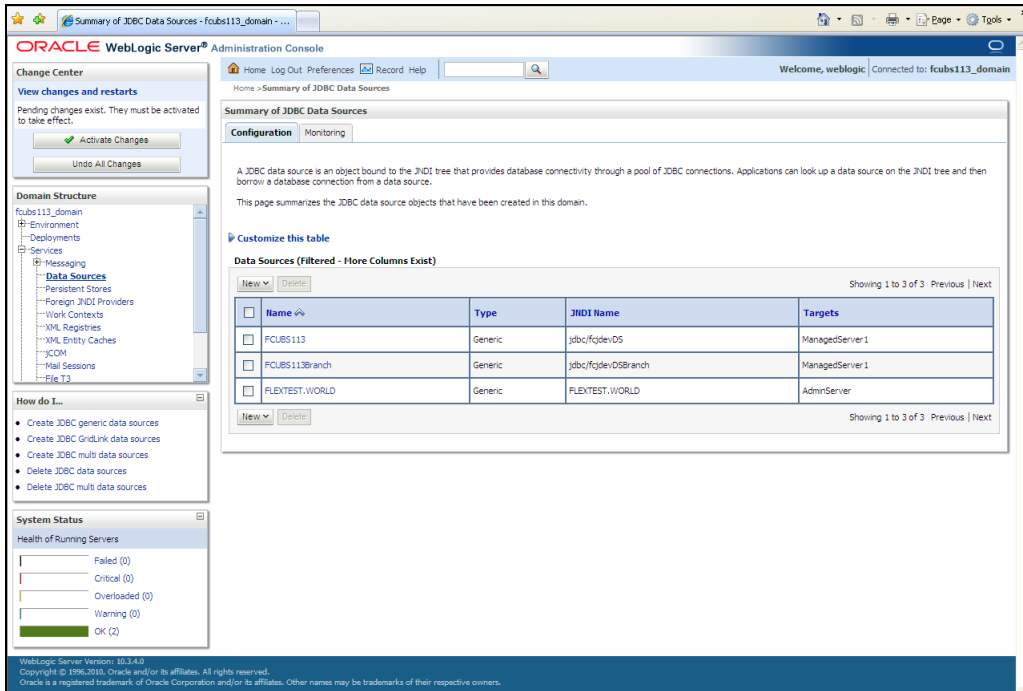 Summary of JDBC Data Sources - fcubs113_domain - ...
Page
Tools
ORACLE WebLogic Server® Administration Console
Change Center
View changes and restarts
Pending changes exist. They must be activated
to take effect.
Activate Changes
Undo All Changes
Domain Structure
fcubs113_domain
Environment
Deployments
Services
Messaging
Data Sources
Persistent Stores
Foreign JNDI Providers
Work Contexts
XML Registries
XML Entity Caches
jCOM
Mail Sessions
File T3
How do I...
Create JDBC generic data sources
Create JDBC GridLink data sources
Create JDBC multi data sources
Delete JDBC data sources
Delete JDBC multi data sources
System Status
Health of Running Servers
Failed (0)
Critical (0)
Overloaded (0)
Warning (0)
OK (2)
Home Log Out Preferences Record Help
Welcome, weblogic Connected to: fcubs113_domain
Home >Summary of JDBC Data Sources
Summary of JDBC Data Sources
Configuration Monitoring
A JDBC data source is an object bound to the JNDI tree that provides database connectivity through a pool of JDBC connections. Applications can look up a data source on the JNDI tree and then
borrow a database connection from a data source.
This page summarizes the JDBC data source objects that have been created in this domain.
Customize this table
Data Sources (Filtered - More Columns Exist)
New Delete Showing 1 to 3 of 3 Previous | Next
Name Type JNDI Name Targets
FCUBS113 Generic jdbc/fcjdevDS ManagedServer1
FCUBS113Branch Generic jdbc/fcjdevDSBranch ManagedServer1
FLEXTEST.WORLD Generic FLEXTEST.WORLD AdminServer
New Delete Showing 1 to 3 of 3 Previous | Next
WebLogic Server Version: 10.3.4.0
Copyright © 1996,2010, Oracle and/or its affiliates. All rights reserved.
Oracle is a registered trademark of Oracle Corporation and/or its affiliates. Other names may be trademarks of their respective owners.